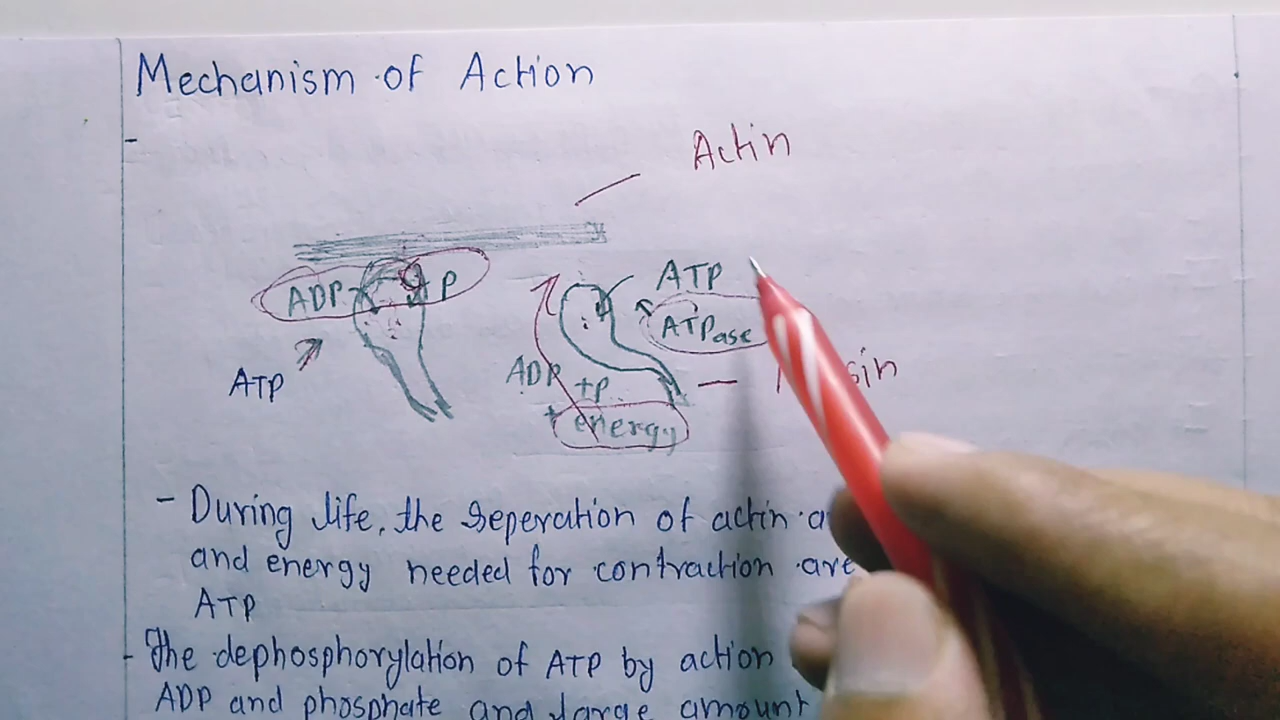 Mechanism of Action
Actin
ADP P
ATP
ATPase
ATP
ADP +P
+ energy
- During life, the seperation of actin
and energy needed for contraction are
ATP
- The dephosphorylation of ATP by action
ADP and phosphate and large amount